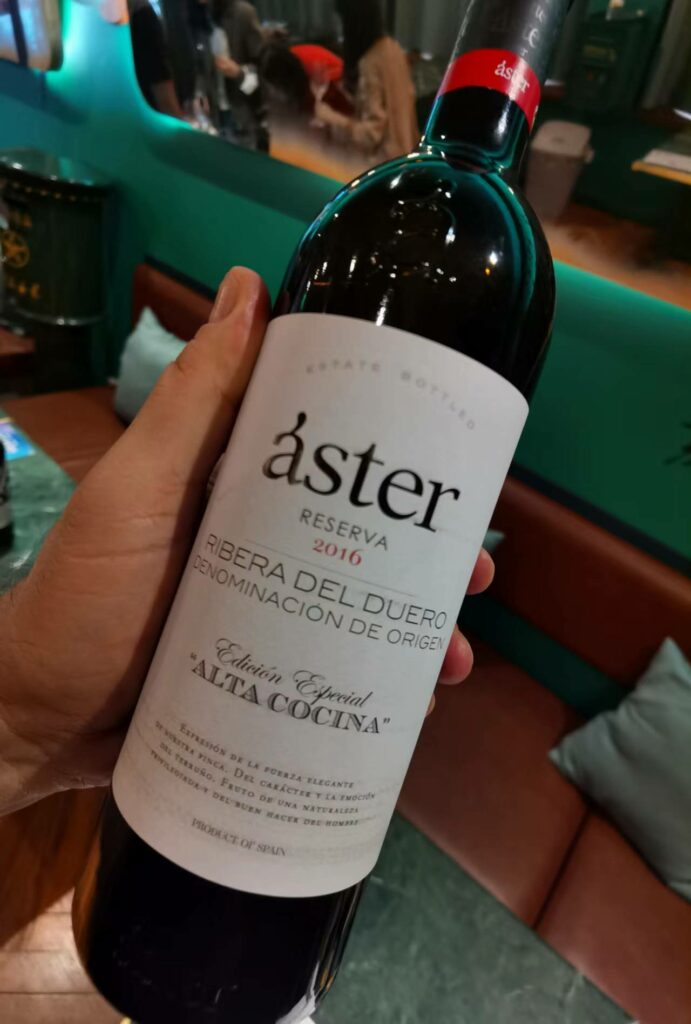 áster
ESTATE BOTTLED
áster
RESERVA
2016
RIBERA DEL DUERO
DENOMINACIÓN DE ORIGEN
Edición Especial
"ALTA COCINA"
EXPRESIÓN DE LA FUERZA ELEGANTE
DE NUESTRA FINCA. DEL CARÁCTER Y LA EMOCIÓN
DEL TERRUÑO. FRUTO DE UNA NATURALEZA
PRIVILEGIADA Y DEL BUEN HACER DEL HOMBRE
PRODUCT OF SPAIN